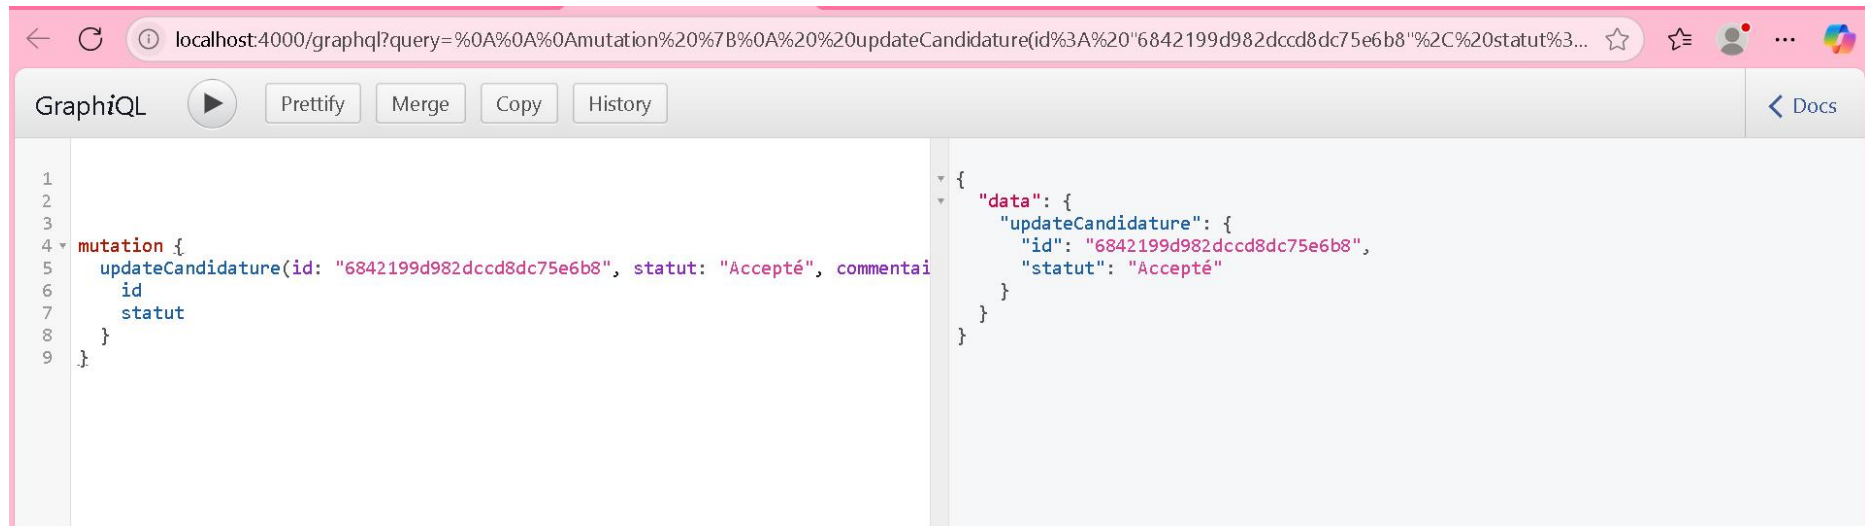 localhost:4000/graphql?query=%0A%0A%0Amutation%20%7B%0A%20%20updateCandidature(id%3A%20"6842199d982dccd8dc75e6b8"%2C%20statut%3...
GraphiQL Prettify Merge Copy History Docs
1
2
3
4 mutation {
5 updateCandidature(id: "6842199d982dccd8dc75e6b8", statut: "Accepté", commentai
6 id
7 statut
8 }
9 }
{
"data": {
"updateCandidature": {
"id": "6842199d982dccd8dc75e6b8",
"statut": "Accepté"
}
}
}